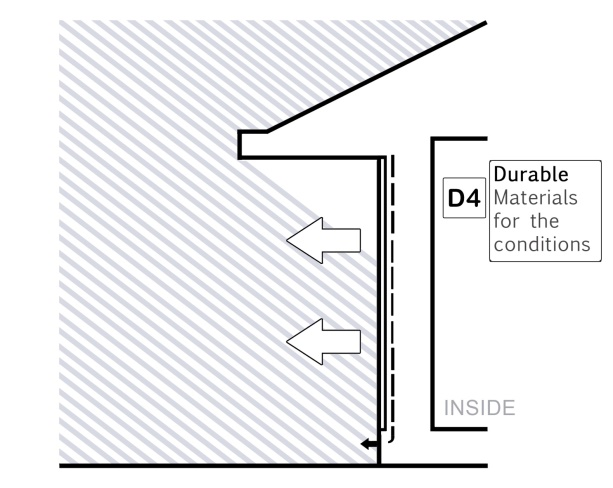 D4
Durable
Materials
for the
conditions
INSIDE